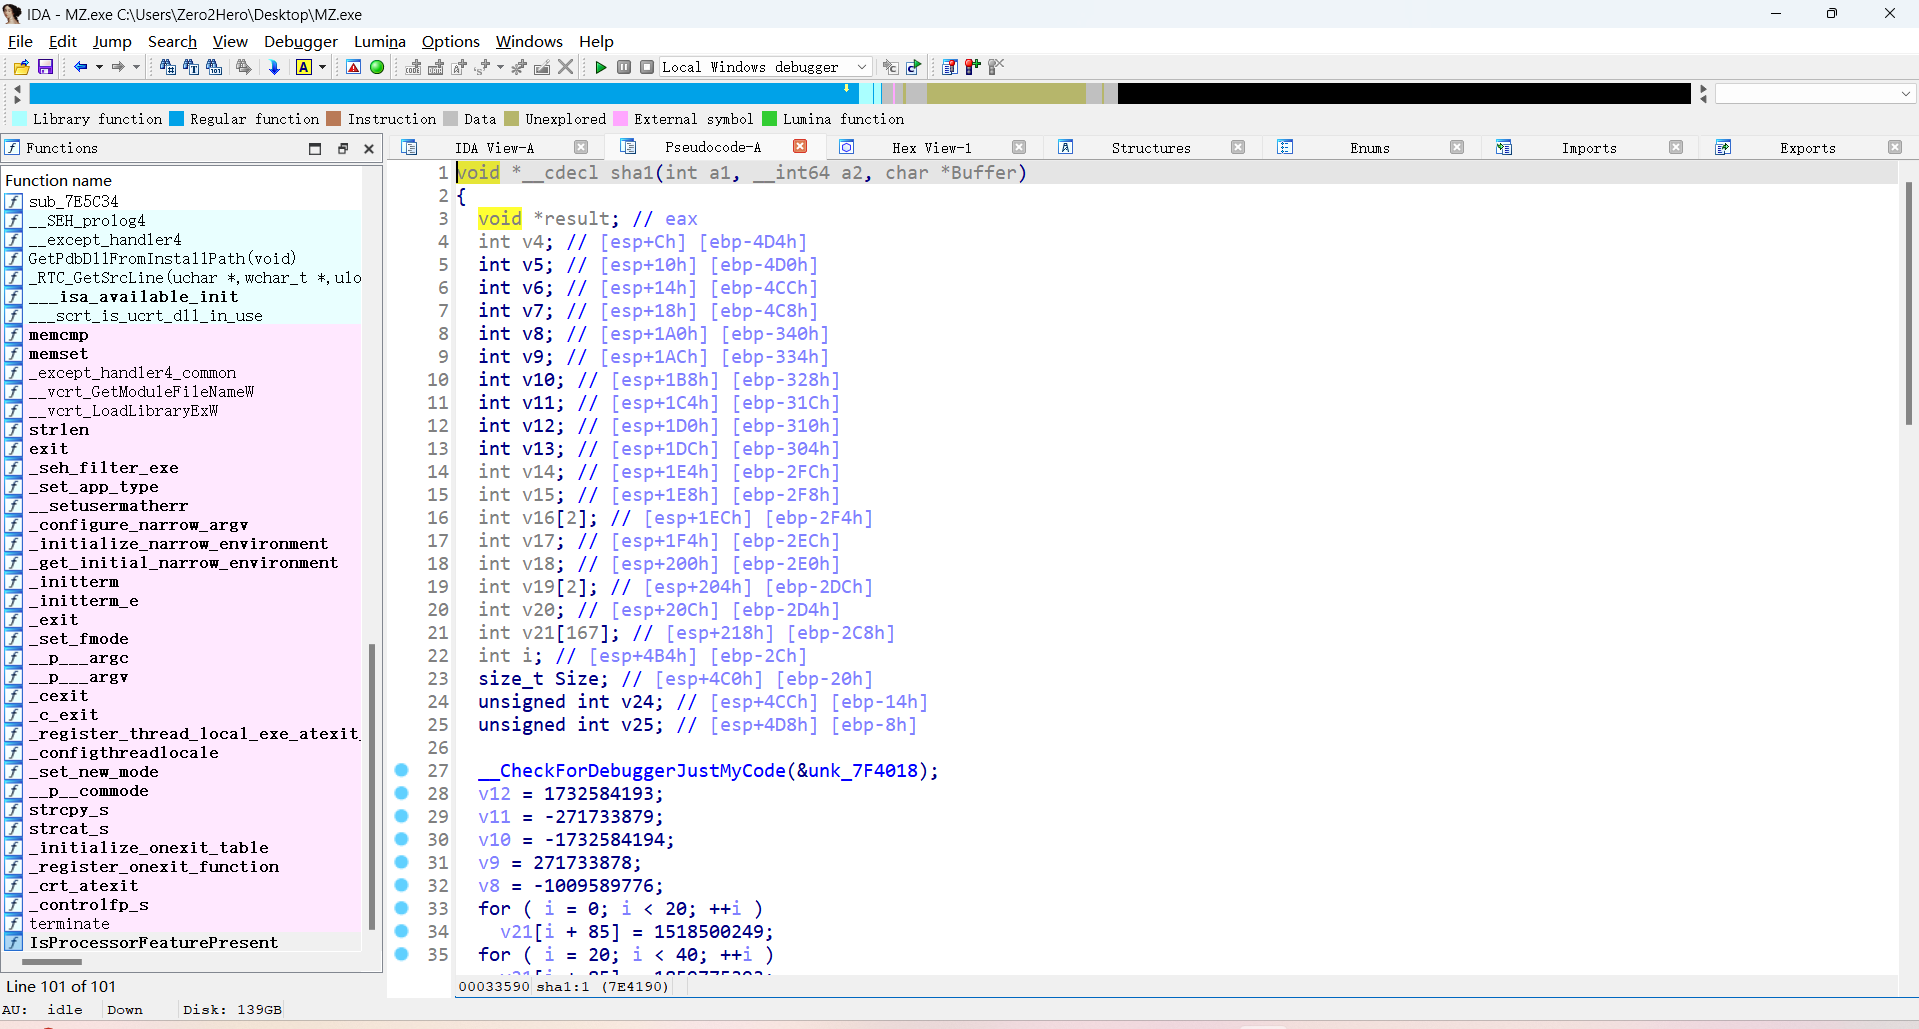 IDA - MZ.exe C:\Users\Zero2Hero\Desktop\MZ.exe
File Edit Jump Search View Debugger Lumina Options Windows Help
Local Windows debugger
Library function Regular function Instruction Data Unexplored External symbol Lumina function
Functions
IDA View-A Pseudocode-A Hex View-1 Structures Enums Imports Exports
Function name
sub_7E5C34
__SEH_prolog4
__except_handler4
GetPdbDllFromInstallPath(void)
_RTC_GetSrcLine(uchar *,wchar_t *,ulo
___isa_available_init
___scrt_is_ucrt_dll_in_use
memcmp
memset
_except_handler4_common
__vcrt_GetModuleFileNameW
__vcrt_LoadLibraryExW
strlen
exit
_seh_filter_exe
_set_app_type
__setusermatherr
_configure_narrow_argv
_initialize_narrow_environment
_get_initial_narrow_environment
_initterm
_initterm_e
_exit
_set_fmode
__p___argc
__p___argv
_cexit
_c_exit
_register_thread_local_exe_atexit_
_configthreadlocale
_set_new_mode
__p__commode
strcpy_s
strcat_s
_initialize_onexit_table
_register_onexit_function
_crt_atexit
_controlfp_s
terminate
IsProcessorFeaturePresent
Line 101 of 101
1 void *__cdecl sha1(int a1, __int64 a2, char *Buffer)
2 {
3 void *result; // eax
4 int v4; // [esp+Ch] [ebp-4D4h]
5 int v5; // [esp+10h] [ebp-4D0h]
6 int v6; // [esp+14h] [ebp-4CCh]
7 int v7; // [esp+18h] [ebp-4C8h]
8 int v8; // [esp+1A0h] [ebp-340h]
9 int v9; // [esp+1ACh] [ebp-334h]
10 int v10; // [esp+1B8h] [ebp-328h]
11 int v11; // [esp+1C4h] [ebp-31Ch]
12 int v12; // [esp+1D0h] [ebp-310h]
13 int v13; // [esp+1DCh] [ebp-304h]
14 int v14; // [esp+1E4h] [ebp-2FCh]
15 int v15; // [esp+1E8h] [ebp-2F8h]
16 int v16[2]; // [esp+1ECh] [ebp-2F4h]
17 int v17; // [esp+1F4h] [ebp-2ECh]
18 int v18; // [esp+200h] [ebp-2E0h]
19 int v19[2]; // [esp+204h] [ebp-2DCh]
20 int v20; // [esp+20Ch] [ebp-2D4h]
21 int v21[167]; // [esp+218h] [ebp-2C8h]
22 int i; // [esp+4B4h] [ebp-2Ch]
23 size_t Size; // [esp+4C0h] [ebp-20h]
24 unsigned int v24; // [esp+4CCh] [ebp-14h]
25 unsigned int v25; // [esp+4D8h] [ebp-8h]
26
27 __CheckForDebuggerJustMyCode(&unk_7F4018);
28 v12 = 1732584193;
29 v11 = -271733879;
30 v10 = -1732584194;
31 v9 = 271733878;
32 v8 = -1009589776;
33 for ( i = 0; i < 20; ++i )
34 v21[i + 85] = 1518500249;
35 for ( i = 20; i < 40; ++i )
00033590 sha1:1 (7E4190)
AU: idle Down Disk: 139GB